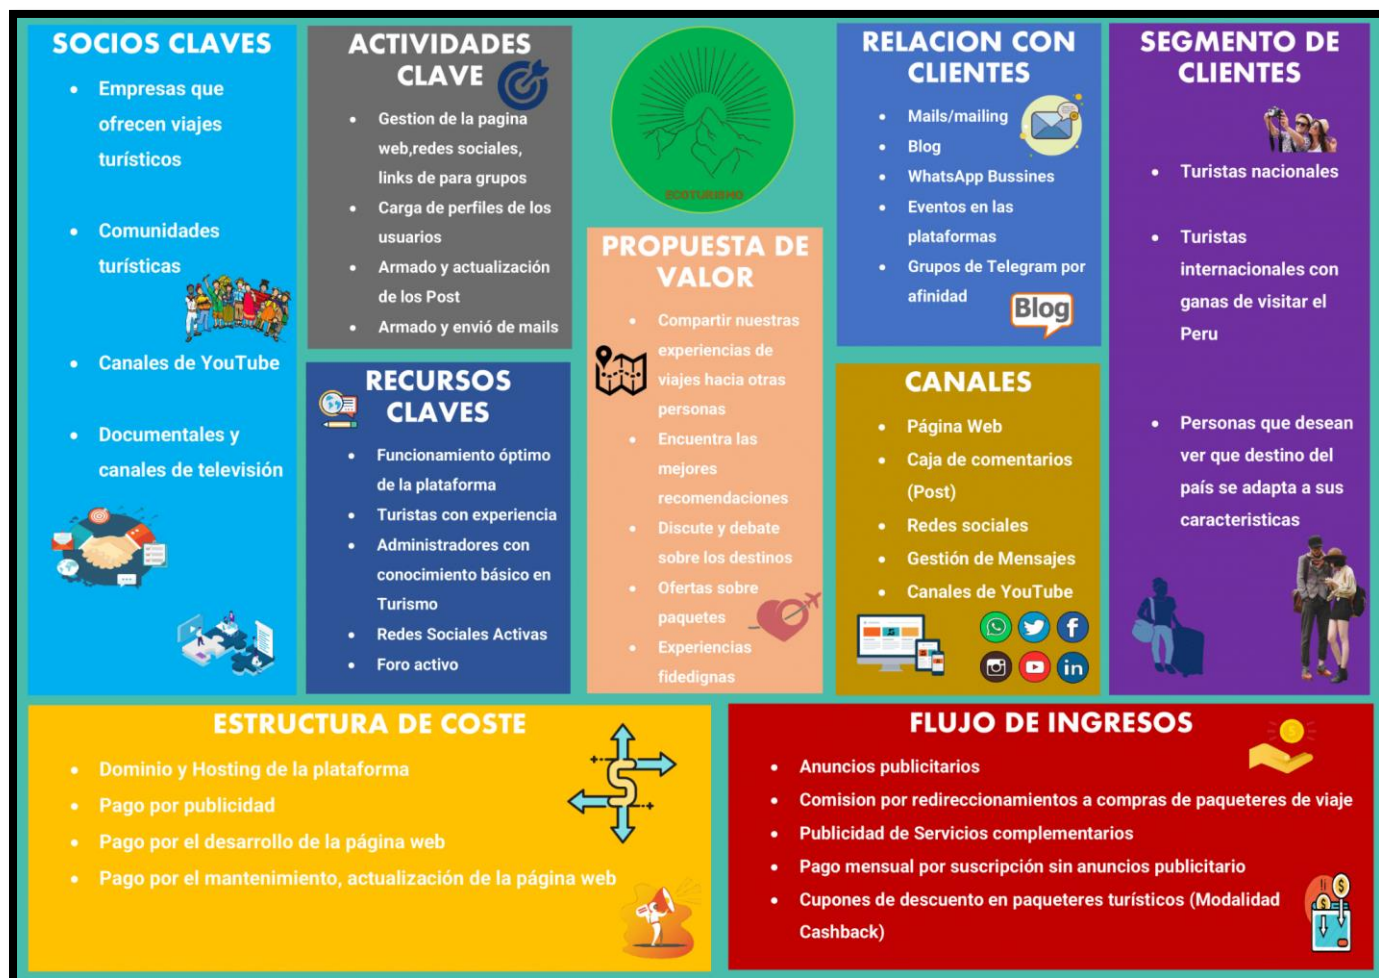 SOCIOS CLAVES
• Empresas que
ofrecen viajes
turísticos
• Comunidades
turísticas
• Canales de YouTube
• Documentales y
canales de televisión
ACTIVIDADES
CLAVE
• Gestion de la pagina
web,redes sociales,
links de para grupos
• Carga de perfiles de los
usuarios
• Armado y actualización
de los Post
• Armado y envió de mails
RECURSOS
CLAVES
• Funcionamiento óptimo
de la plataforma
• Turistas con experiencia
• Administradores con
conocimiento básico en
Turismo
• Redes Sociales Activas
• Foro activo
ECOTURISMO
PROPUESTA DE
VALOR
• Compartir nuestras
experiencias de
viajes hacia otras
personas
• Encuentra las
mejores
recomendaciones
• Discute y debate
sobre los destinos
• Ofertas sobre
paquetes
• Experiencias
fidedignas
RELACION CON
CLIENTES
• Mails/mailing
• Blog
• WhatsApp Bussines
• Eventos en las
plataformas
• Grupos de Telegram por
afinidad
Blog
CANALES
• Página Web
• Caja de comentarios
(Post)
• Redes sociales
• Gestión de Mensajes
• Canales de YouTube
SEGMENTO DE
CLIENTES
• Turistas nacionales
• Turistas
internacionales con
ganas de visitar el
Peru
• Personas que desean
ver que destino del
país se adapta a sus
caracteristicas
ESTRUCTURA DE COSTE
• Dominio y Hosting de la plataforma
• Pago por publicidad
• Pago por el desarrollo de la página web
• Pago por el mantenimiento, actualización de la página web
FLUJO DE INGRESOS
• Anuncios publicitarios
• Comision por redireccionamientos a compras de paqueteres de viaje
• Publicidad de Servicios complementarios
• Pago mensual por suscripción sin anuncios publicitario
• Cupones de descuento en paqueteres turísticos (Modalidad
Cashback)